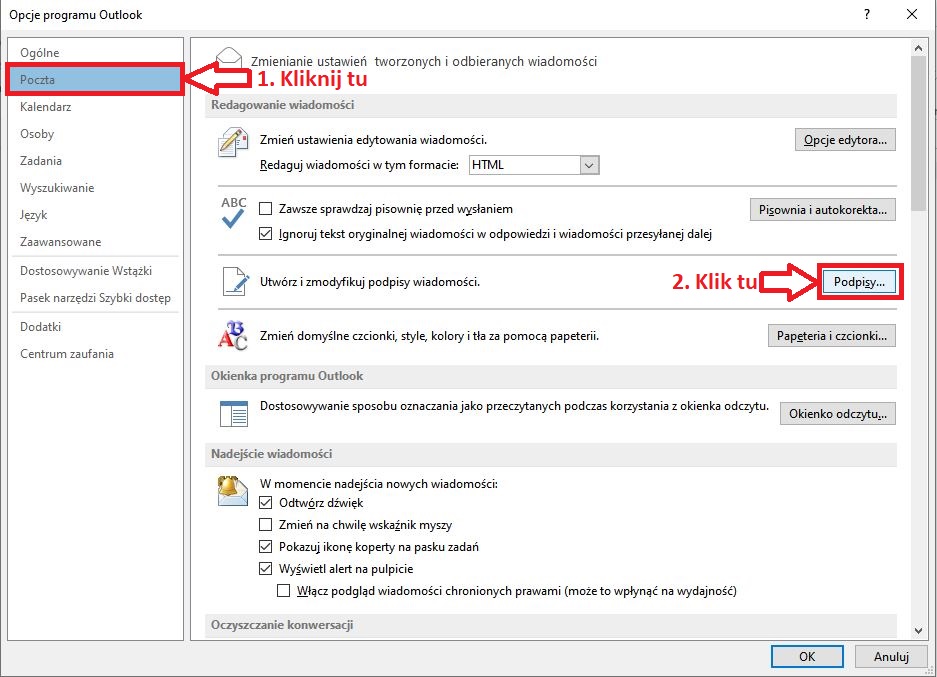 Opcje programu Outlook
?
Ogólne
Poczta
Kalendarz
Osoby
Zadania
Wyszukiwanie
Język
Zaawansowane
Dostosowywanie Wstążki
Pasek narzędzi Szybki dostęp
Dodatki
Centrum zaufania
Zmienianie ustawień tworzonych i odbieranych wiadomości
1. Kliknij tu
Redagowanie wiadomości
Zmień ustawienia edytowania wiadomości.
Opcje edytora...
Redaguj wiadomości w tym formacie: HTML
ABC
Zawsze sprawdzaj pisownię przed wysłaniem
Pisownia i autokorekta...
Ignoruj tekst oryginalnej wiadomości w odpowiedzi i wiadomości przesyłanej dalej
Utwórz i zmodyfikuj podpisy wiadomości.
2. Klik tu
Podpisy...
Zmień domyślne czcionki, style, kolory i tła za pomocą papeterii.
Papeteria i czcionki...
Okienka programu Outlook
Dostosowywanie sposobu oznaczania jako przeczytanych podczas korzystania z okienka odczytu.
Okienko odczytu...
Nadejście wiadomości
W momencie nadejścia nowych wiadomości:
Odtwórz dźwięk
Zmień na chwilę wskaźnik myszy
Pokazuj ikonę koperty na pasku zadań
Wyświetl alert na pulpicie
Włącz podgląd wiadomości chronionych prawami (może to wpłynąć na wydajność)
Oczyszczanie konwersacji
OK
Anuluj